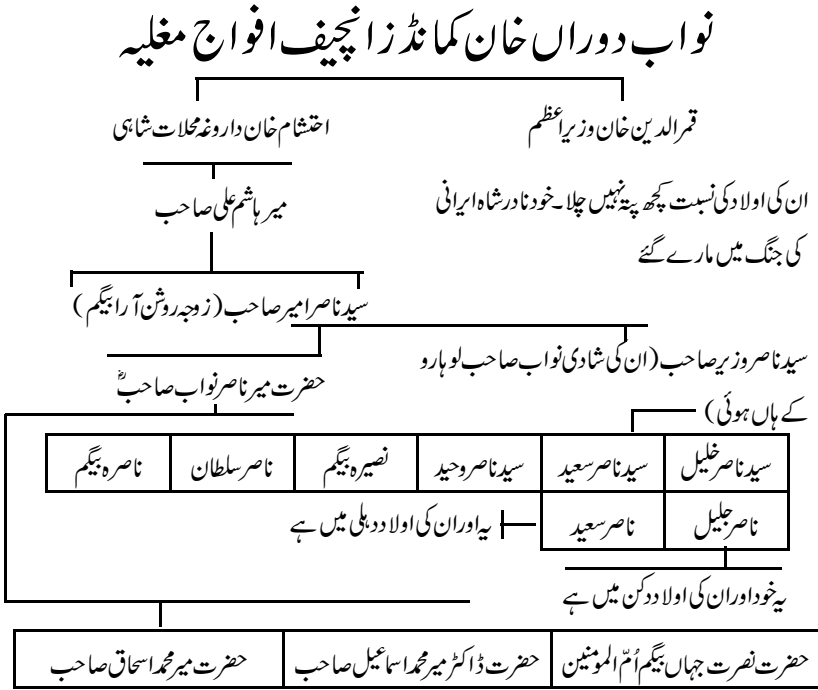 نواب دوراں خان کمانڈر انچیف افواج مغلیہ
قمرالدین خان وزیراعظم
احتشام خان داروغہ محلات شاہی
ان کی اولاد کی نسبت کچھ پتہ نہیں چلا۔ خود نادر شاہ ایرانی
کی جنگ میں مارے گئے
میر ہاشم علی صاحب
سید ناصر امیر صاحب (زوجہ روشن آرا بیگم)
سید ناصر وزیر صاحب (ان کی شادی نواب صاحب لوہارو
کے ہاں ہوئی)
حضرت میر ناصر نواب صاحبؓ
سید ناصر خلیل
سید ناصر سعید
سید ناصر وحید
نصیرہ بیگم
ناصر سلطان
ناصرہ بیگم
ناصر جلیل
ناصر سعید
یہ اور ان کی اولاد دہلی میں ہے
یہ خود اور ان کی اولاد دکن میں ہے
حضرت نصرت جہاں بیگم اُمّ المومنین
حضرت ڈاکٹر میر محمد اسماعیل صاحب
حضرت میر محمد اسحاق صاحب